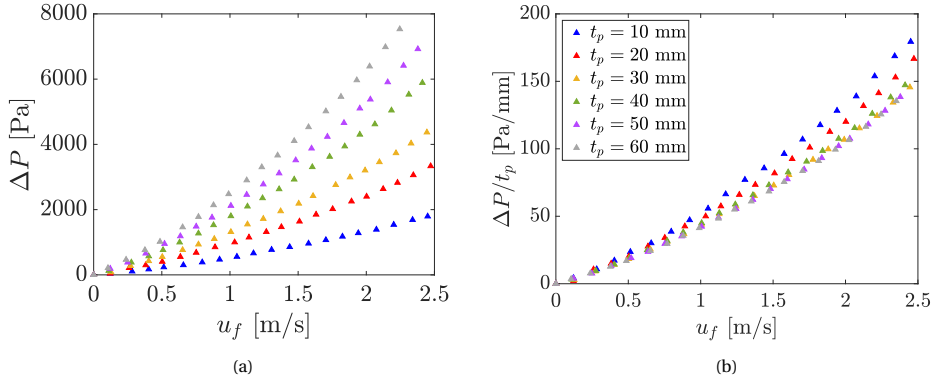 8000
6000
4000
2000
0
ΔP [Pa]
0 0.5 1 1.5 2 2.5
u_f [m/s]
(a)
200
150
100
50
0
ΔP/t_p [Pa/mm]
t_p = 10 mm
t_p = 20 mm
t_p = 30 mm
t_p = 40 mm
t_p = 50 mm
t_p = 60 mm
0 0.5 1 1.5 2 2.5
u_f [m/s]
(b)